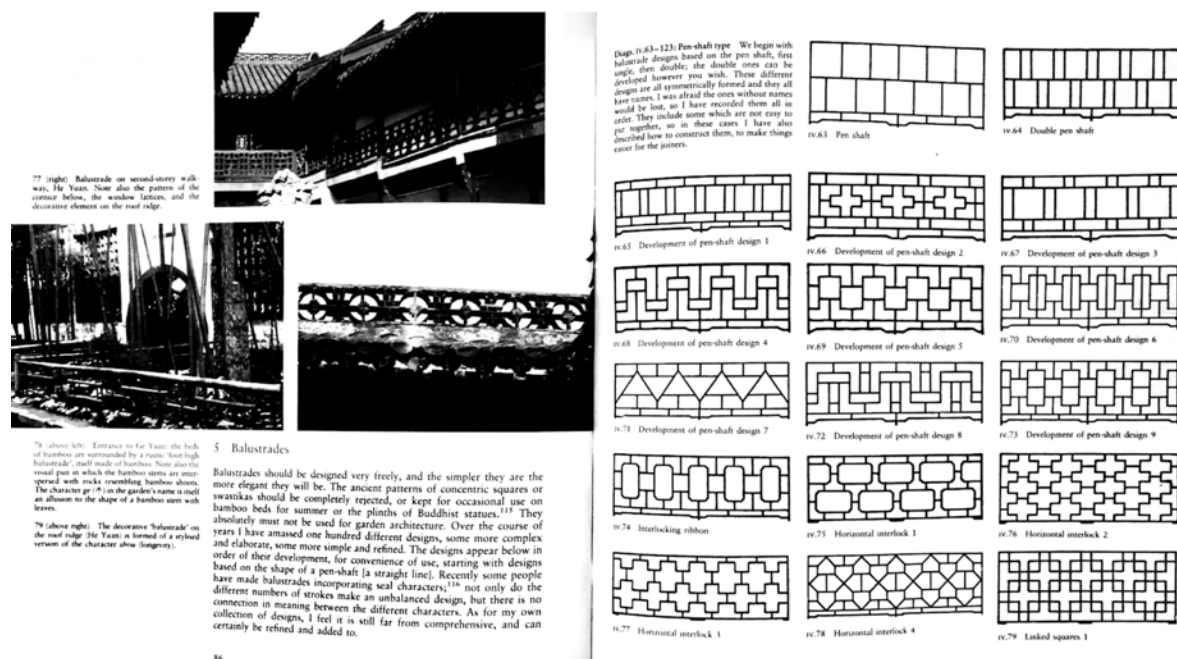 77 (right) Balustrade on second-storey walk-
way, He Yuan. Note also the pattern of the
cornice below, the window lattices, and the
decorative element on the roof ridge.
78 (above left) Entrance to Ge Yuan: the beds
of bamboo are surrounded by a rustic 'foot-high
balustrade', itself made of bamboo. Note also the
visual pun in which the bamboo stems are inter-
spersed with rocks resembling bamboo shoots.
The character ge (个) in the garden's name is itself
an allusion to the shape of a bamboo stem with
leaves.
79 (above right) The decorative 'balustrade' on
the roof ridge (He Yuan) is formed of a stylised
version of the character shou (longevity).
5 Balustrades
Balustrades should be designed very freely, and the simpler they are the
more elegant they will be. The ancient patterns of concentric squares or
swastikas should be completely rejected, or kept for occasional use on
bamboo beds for summer or the plinths of Buddhist statues.115 They
absolutely must not be used for garden architecture. Over the course of
years I have amassed one hundred different designs, some more complex
and elaborate, some more simple and refined. The designs appear below in
order of their development, for convenience of use, starting with designs
based on the shape of a pen-shaft [a straight line]. Recently some people
have made balustrades incorporating seal characters;116 not only do the
different numbers of strokes make an unbalanced design, but there is no
connection in meaning between the different characters. As for my own
collection of designs, I feel it is still far from comprehensive, and can
certainly be refined and added to.
86
Diags. IV.63–123: Pen-shaft type We begin with
balustrade designs based on the pen shaft, first
single, then double; the double ones can be
developed however you wish. These different
designs are all symmetrically formed and they all
have names. I was afraid the ones without names
would be lost, so I have recorded them all in
order. They include some which are not easy to
put together, so in these cases I have also
described how to construct them, to make things
easier for the joiners.
IV.63 Pen shaft
IV.64 Double pen shaft
IV.65 Development of pen-shaft design 1
IV.66 Development of pen-shaft design 2
IV.67 Development of pen-shaft design 3
IV.68 Development of pen-shaft design 4
IV.69 Development of pen-shaft design 5
IV.70 Development of pen-shaft design 6
IV.71 Development of pen-shaft design 7
IV.72 Development of pen-shaft design 8
IV.73 Development of pen-shaft design 9
IV.74 Interlocking ribbon
IV.75 Horizontal interlock 1
IV.76 Horizontal interlock 2
IV.77 Horizontal interlock 3
IV.78 Horizontal interlock 4
IV.79 Linked squares 1